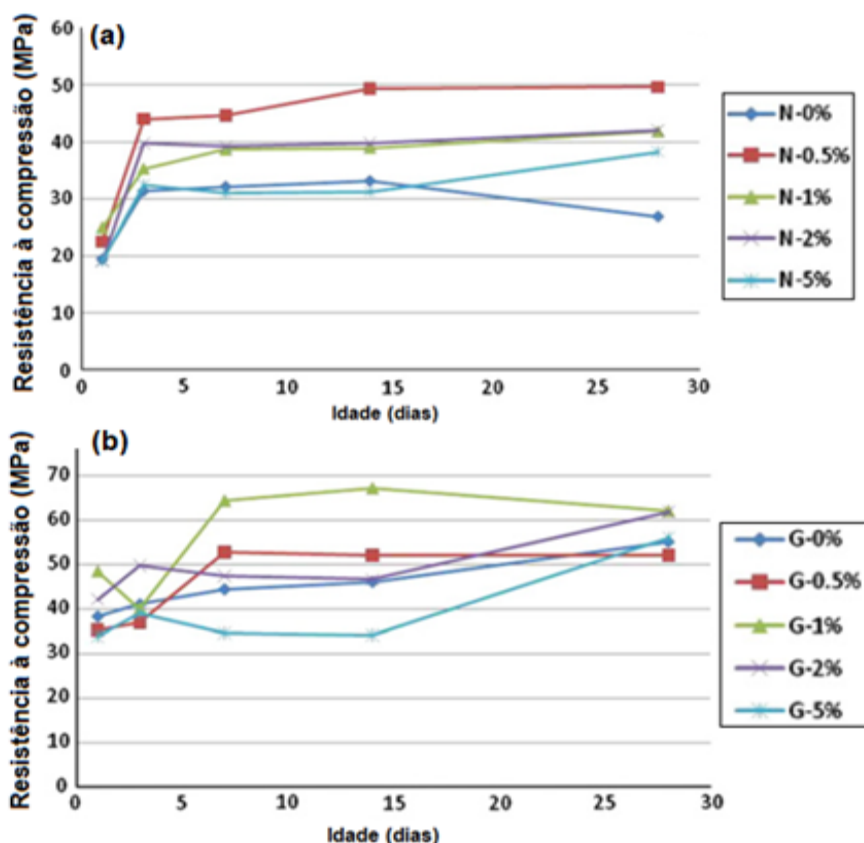 (a)
Resistência à compressão (MPa)
60
50
40
30
20
10
0
0 5 10 15 20 25 30
Idade (dias)
N-0%
N-0.5%
N-1%
N-2%
N-5%
(b)
Resistência à compressão (MPa)
70
60
50
40
30
20
10
0
0 5 10 15 20 25 30
Idade (dias)
G-0%
G-0.5%
G-1%
G-2%
G-5%